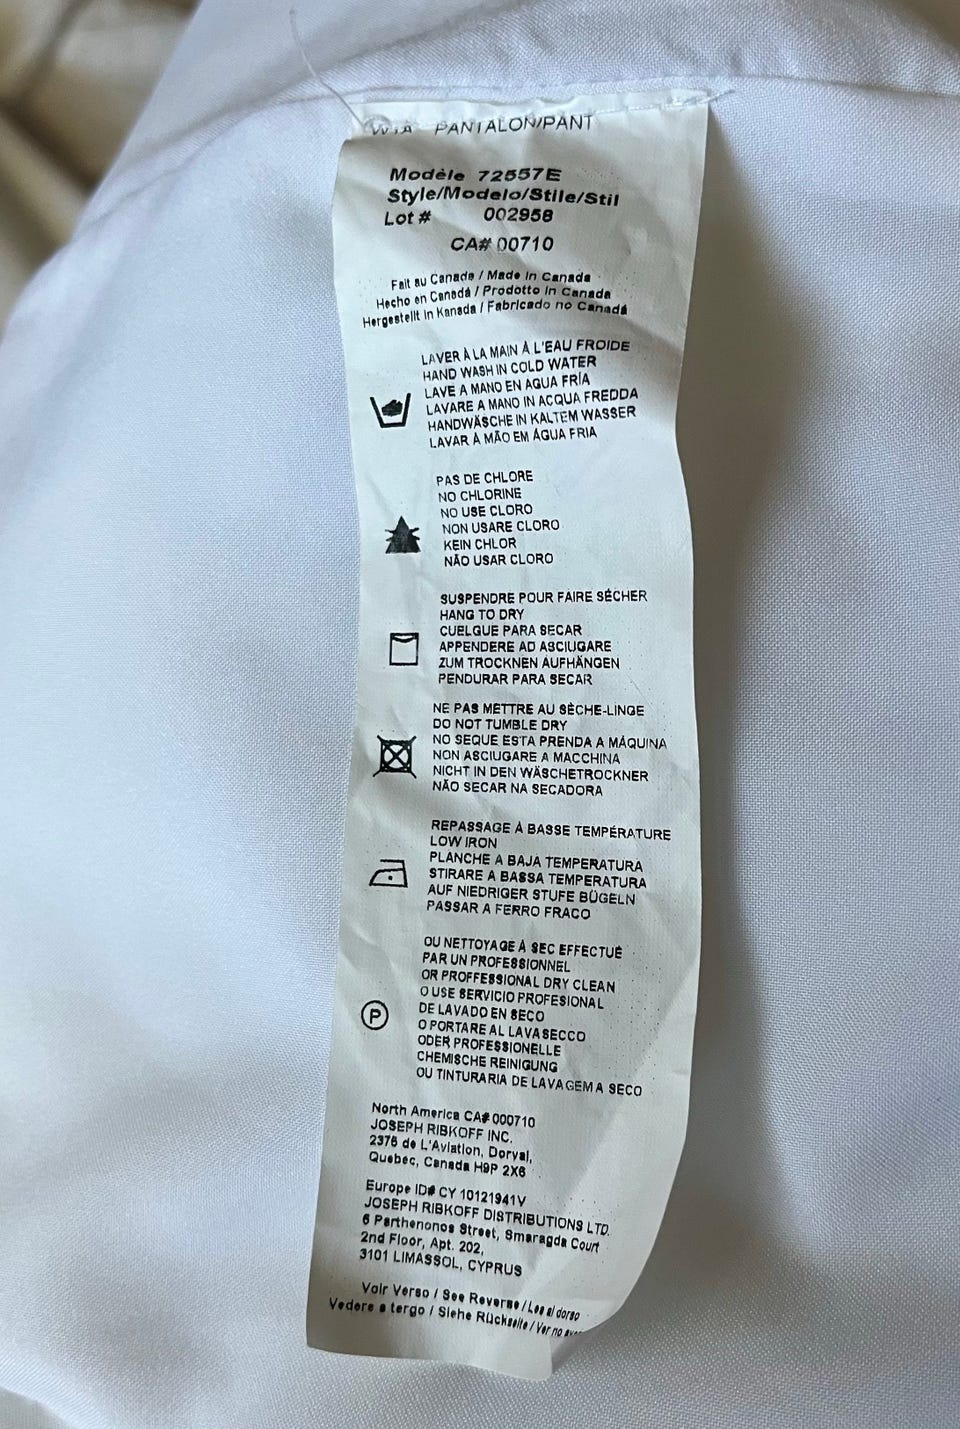 PANTALON/PANT
Modèle 72557E
Style/Modelo/Stile/Stil
Lot # 002958
CA# 00710
Fait au Canada / Made in Canada
Hecho en Canadá / Prodotto in Canada
Hergestellt in Kanada / Fabricado no Canadá
LAVER À LA MAIN À L'EAU FROIDE
HAND WASH IN COLD WATER
LAVE A MANO EN AGUA FRÍA
LAVARE A MANO IN ACQUA FREDDA
HANDWÄSCHE IN KALTEM WASSER
LAVAR À MÃO EM ÁGUA FRIA
PAS DE CHLORE
NO CHLORINE
NO USE CLORO
NON USARE CLORO
KEIN CHLOR
NÃO USAR CLORO
SUSPENDRE POUR FAIRE SÉCHER
HANG TO DRY
CUELGUE PARA SECAR
APPENDERE AD ASCIUGARE
ZUM TROCKNEN AUFHÄNGEN
PENDURAR PARA SECAR
NE PAS METTRE AU SÈCHE-LINGE
DO NOT TUMBLE DRY
NO SEQUE ESTA PRENDA A MÁQUINA
NON ASCIUGARE A MACCHINA
NICHT IN DEN WÄSCHETROCKNER
NÃO SECAR NA SECADORA
REPASSAGE À BASSE TEMPÉRATURE
LOW IRON
PLANCHE A BAJA TEMPERATURA
STIRARE A BASSA TEMPERATURA
AUF NIEDRIGER STUFE BÜGELN
PASSAR A FERRO FRACO
OU NETTOYAGE À SEC EFFECTUÉ
PAR UN PROFESSIONNEL
OR PROFFESSIONAL DRY CLEAN
O USE SERVICIO PROFESIONAL
DE LAVADO EN SECO
P
O PORTARE AL LAVASECCO
ODER PROFESSIONELLE
CHEMISCHE REINIGUNG
OU TINTURARIA DE LAVAGEM A SECO
North America CA# 000710
JOSEPH RIBKOFF INC.
2375 de L'Aviation, Dorval,
Quebec, Canada H9P 2X6
Europe ID# CY 10121941V
JOSEPH RIBKOFF DISTRIBUTIONS LTD.
6 Parthenonos Street, Smaragda Court
2nd Floor, Apt. 202,
3101 LIMASSOL, CYPRUS
Voir Verso / See Reverse / Lea al dorso
Vedere a tergo / Siehe Rückseite / Ver no